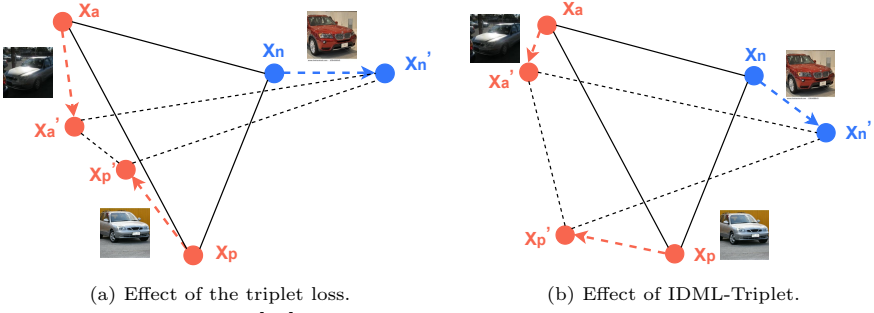 Xa
Xn
Xn'
Xa'
Xp'
Xp
(a) Effect of the triplet loss.
Xa
Xn
Xa'
Xn'
Xp'
Xp
(b) Effect of IDML-Triplet.